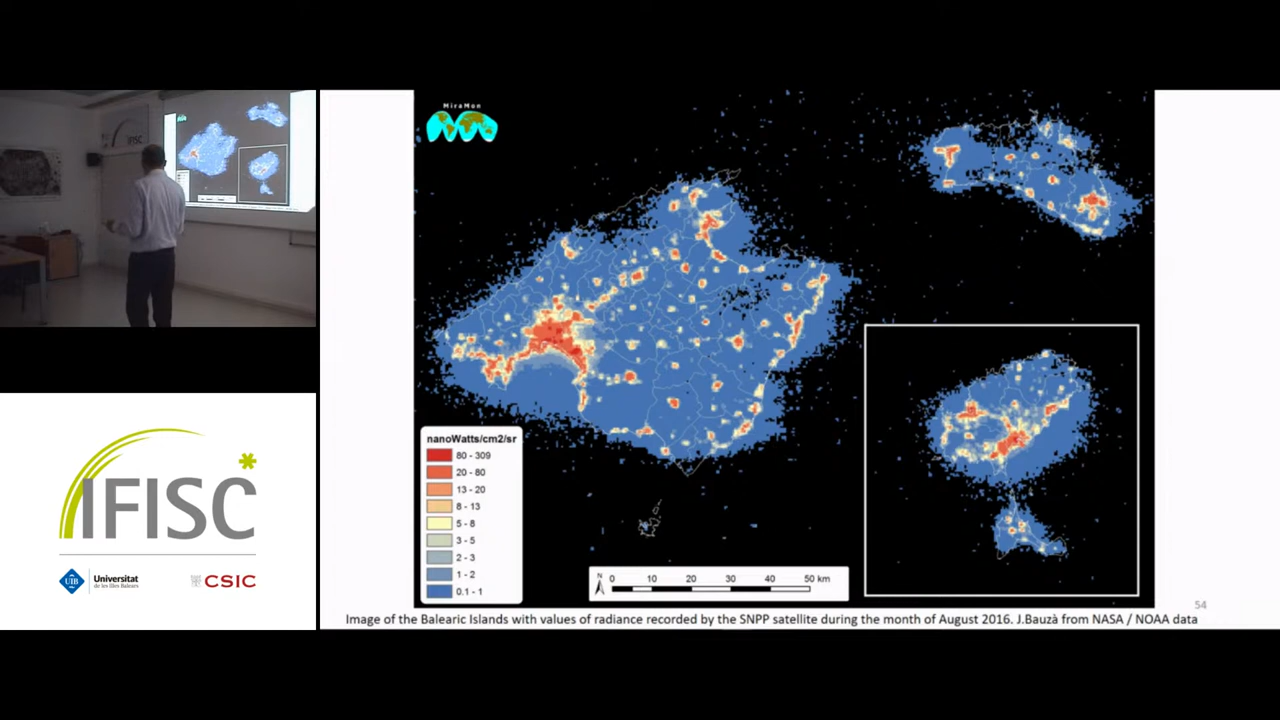 MiraMon
nanoWatts/cm2/sr
80 - 309
20 - 80
13 - 20
8 - 13
5 - 8
3 - 5
2 - 3
1 - 2
0.1 - 1
N
0 10 20 30 40 50 km
54
Image of the Balearic Islands with values of radiance recorded by the SNPP satellite during the month of August 2016. J.Bauzà from NASA / NOAA data
IFISC
IFISC
UIB
Universitat
de les Illes Balears
CSIC